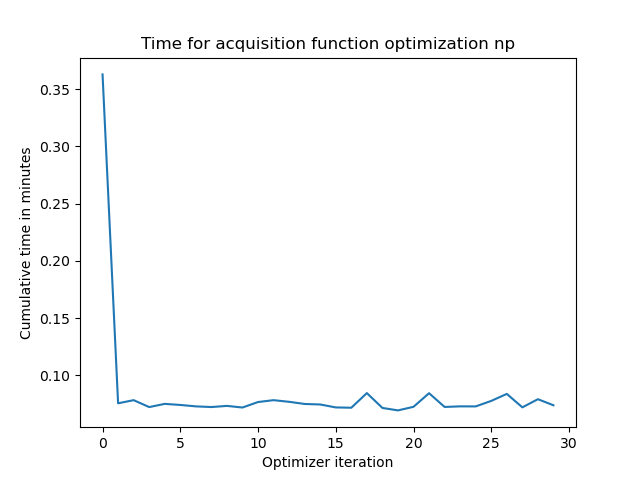 Time for acquisition function optimization np
Cumulative time in minutes
0.35
0.30
0.25
0.20
0.15
0.10
0 5 10 15 20 25 30
Optimizer iteration